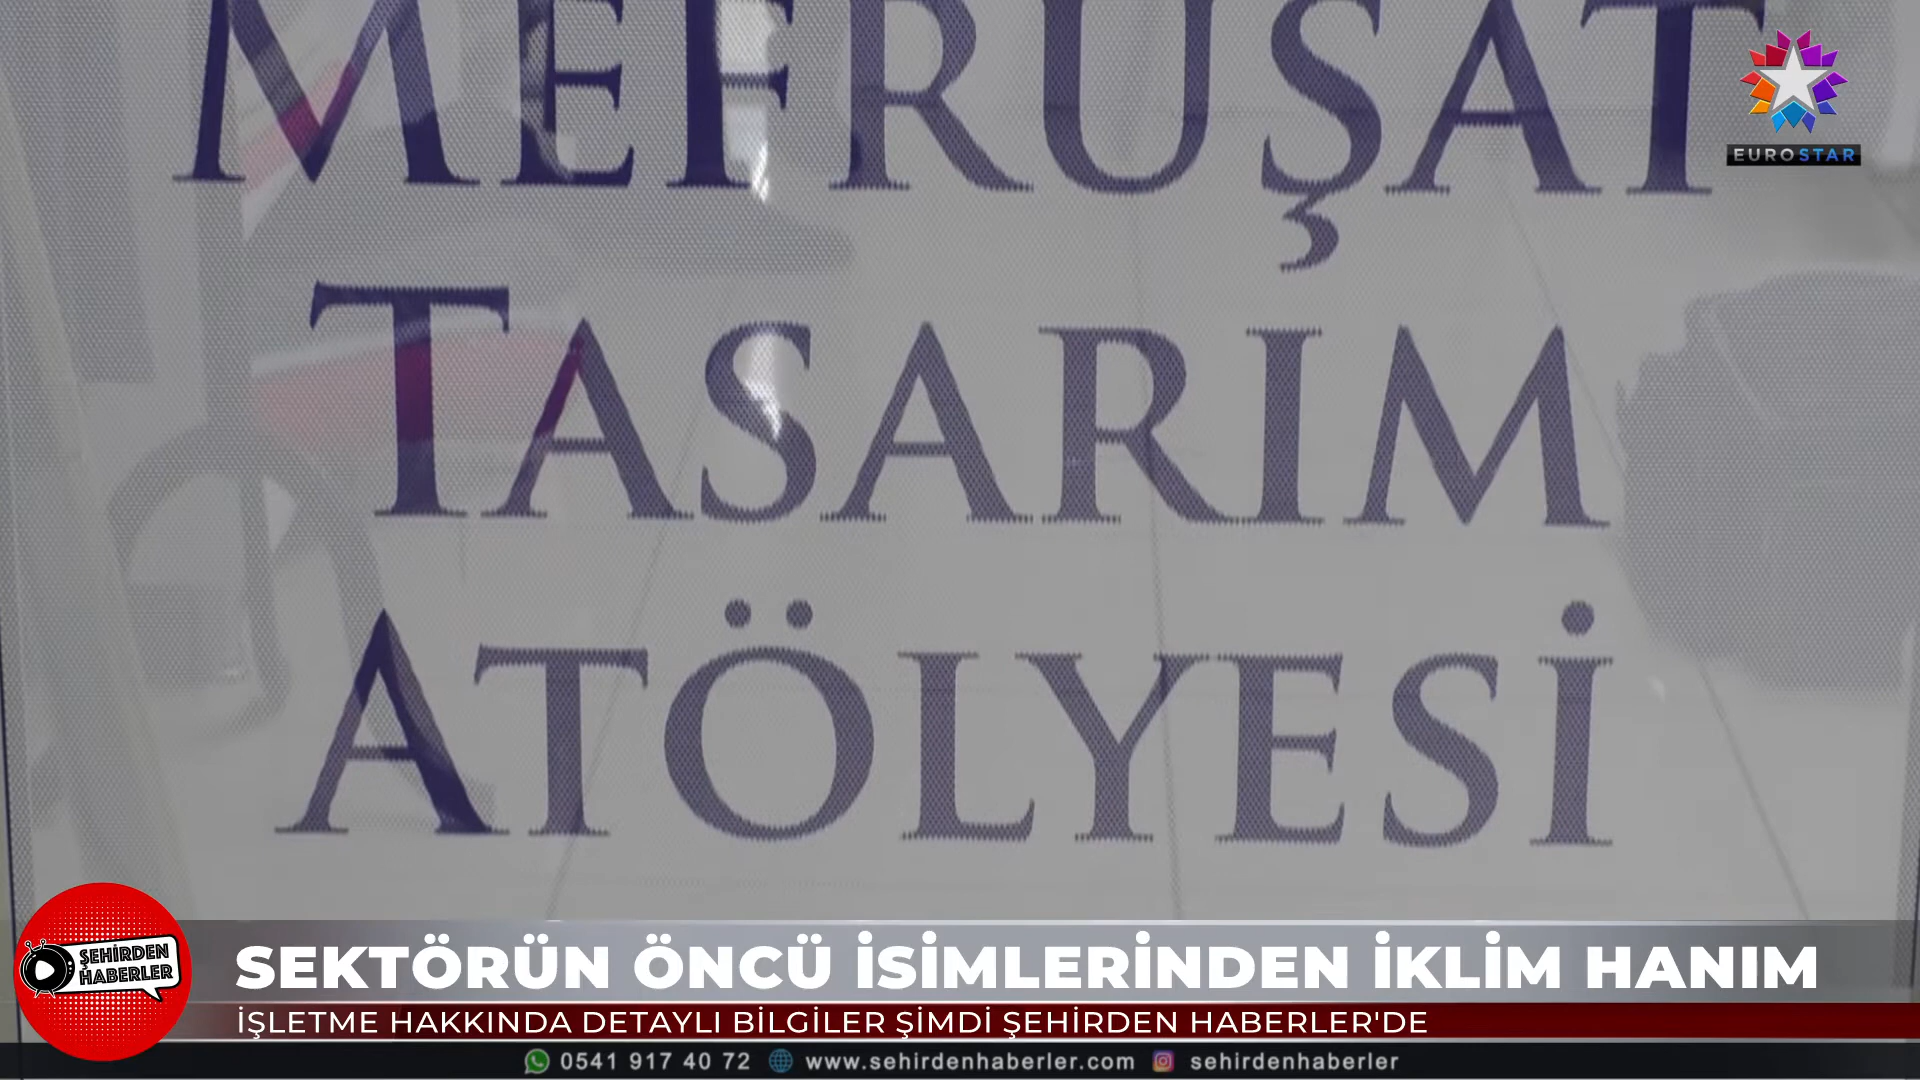 MEFRUŞAT
EUROSTAR
TASARIM
ATÖLYESİ
ŞEHİRDEN
HABERLER
SEKTÖRÜN ÖNCÜ İSİMLERİNDEN İKLİM HANIM
İŞLETME HAKKINDA DETAYLI BİLGİLER ŞİMDİ ŞEHİRDEN HABERLER'DE
0541 917 40 72 www.sehirdenhaberler.com sehirdenhaberler